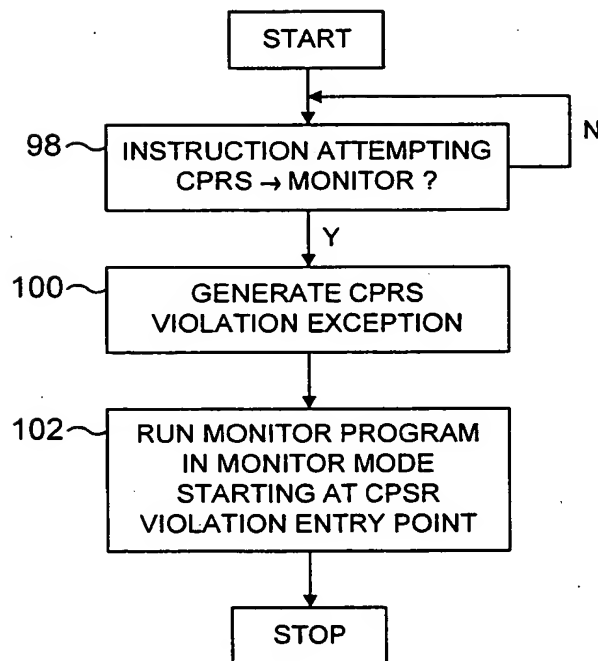 START
98
INSTRUCTION ATTEMPTING
CPRS → MONITOR ?
N
Y
100
GENERATE CPRS
VIOLATION EXCEPTION
102
RUN MONITOR PROGRAM
IN MONITOR MODE
STARTING AT CPSR
VIOLATION ENTRY POINT
STOP